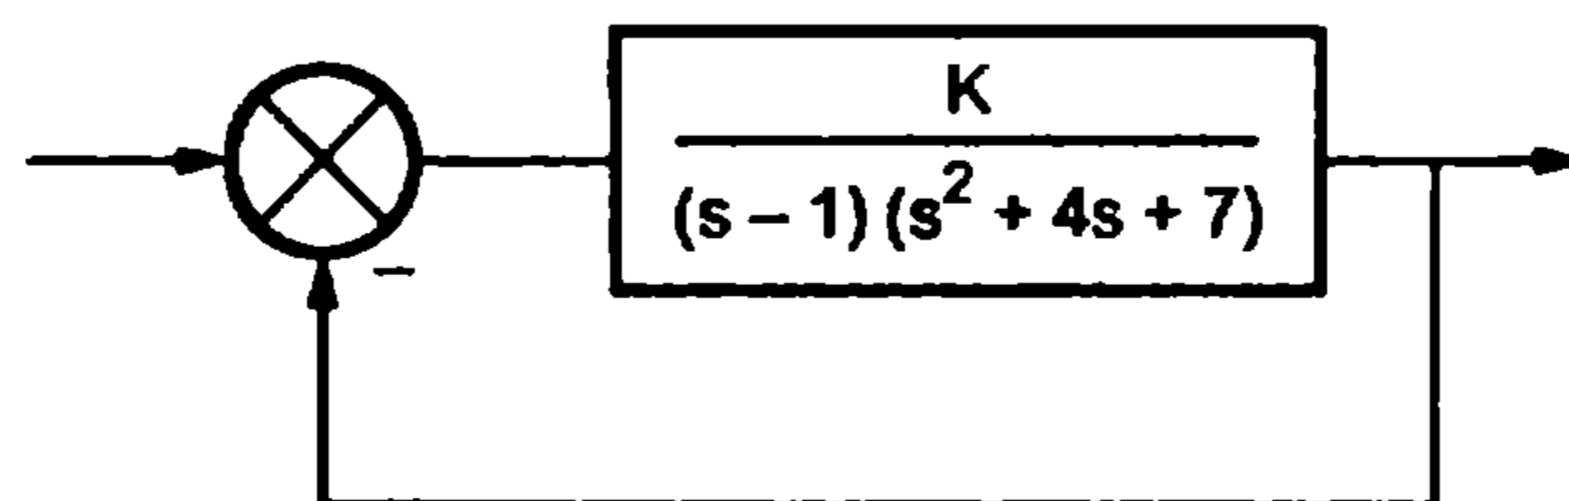 K
(s – 1) (s² + 4s + 7)
–